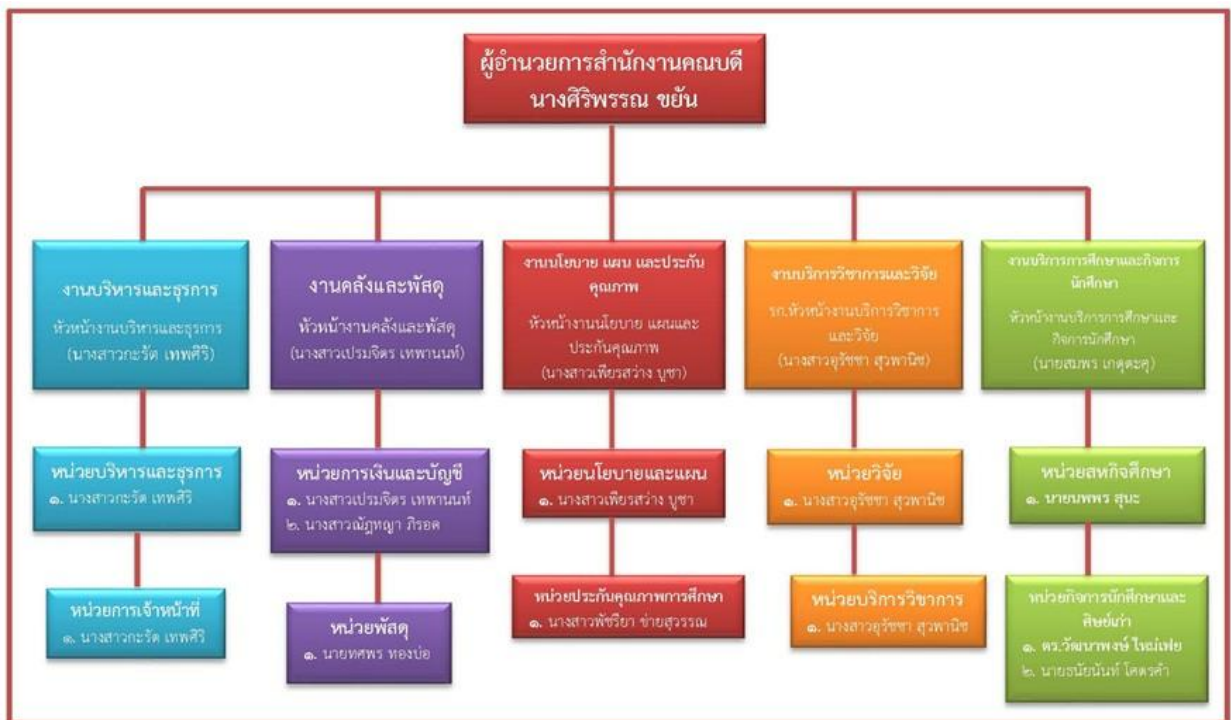 ผู้อำนวยการสำนักงานคณบดี
นางศิริพรรณ ขยัน
งานบริหารและธุรการ
หัวหน้างานบริหารและธุรการ
(นางสาวกะรัต เทพศิริ)
หน่วยบริหารและธุรการ
๑. นางสาวกะรัต เทพศิริ
หน่วยการเจ้าหน้าที่
๑. นางสาวกะรัต เทพศิริ
งานคลังและพัสดุ
หัวหน้างานคลังและพัสดุ
(นางสาวเปรมจิตร เทพานนท์)
หน่วยการเงินและบัญชี
๑. นางสาวเปรมจิตร เทพานนท์
๒. นางสาวณัฎทญา ภิรอด
หน่วยพัสดุ
๑. นายทศพร ทองบ่อ
งานนโยบาย แผน และประกัน
คุณภาพ
หัวหน้างานนโยบาย แผนและ
ประกันคุณภาพ
(นางสาวเพียรสว่าง บูชา)
หน่วยนโยบายและแผน
๑. นางสาวเพียรสว่าง บูชา
หน่วยประกันคุณภาพการศึกษา
๑. นางสาวพัชรียา ข่ายสุวรรณ
งานบริการวิชาการและวิจัย
รก.หัวหน้างานบริการวิชาการ
และวิจัย
(นางสาวอุรัชชา สุวพานิช)
หน่วยวิจัย
๑. นางสาวอุรัชชา สุวพานิช
หน่วยบริการวิชาการ
๑. นางสาวอุรัชชา สุวพานิช
งานบริการการศึกษาและกิจการ
นักศึกษา
หัวหน้างานบริการการศึกษาและ
กิจการนักศึกษา
(นายสมพร เกตุตะคุ)
หน่วยสหกิจศึกษา
๑. นายนพพร สุนะ
หน่วยกิจการนักศึกษาและ
ศิษย์เก่า
๑. ดร.วัฒนาพงษ์ ใหม่เฟย
๒. นายธนัยนันท์ โคตรคำ